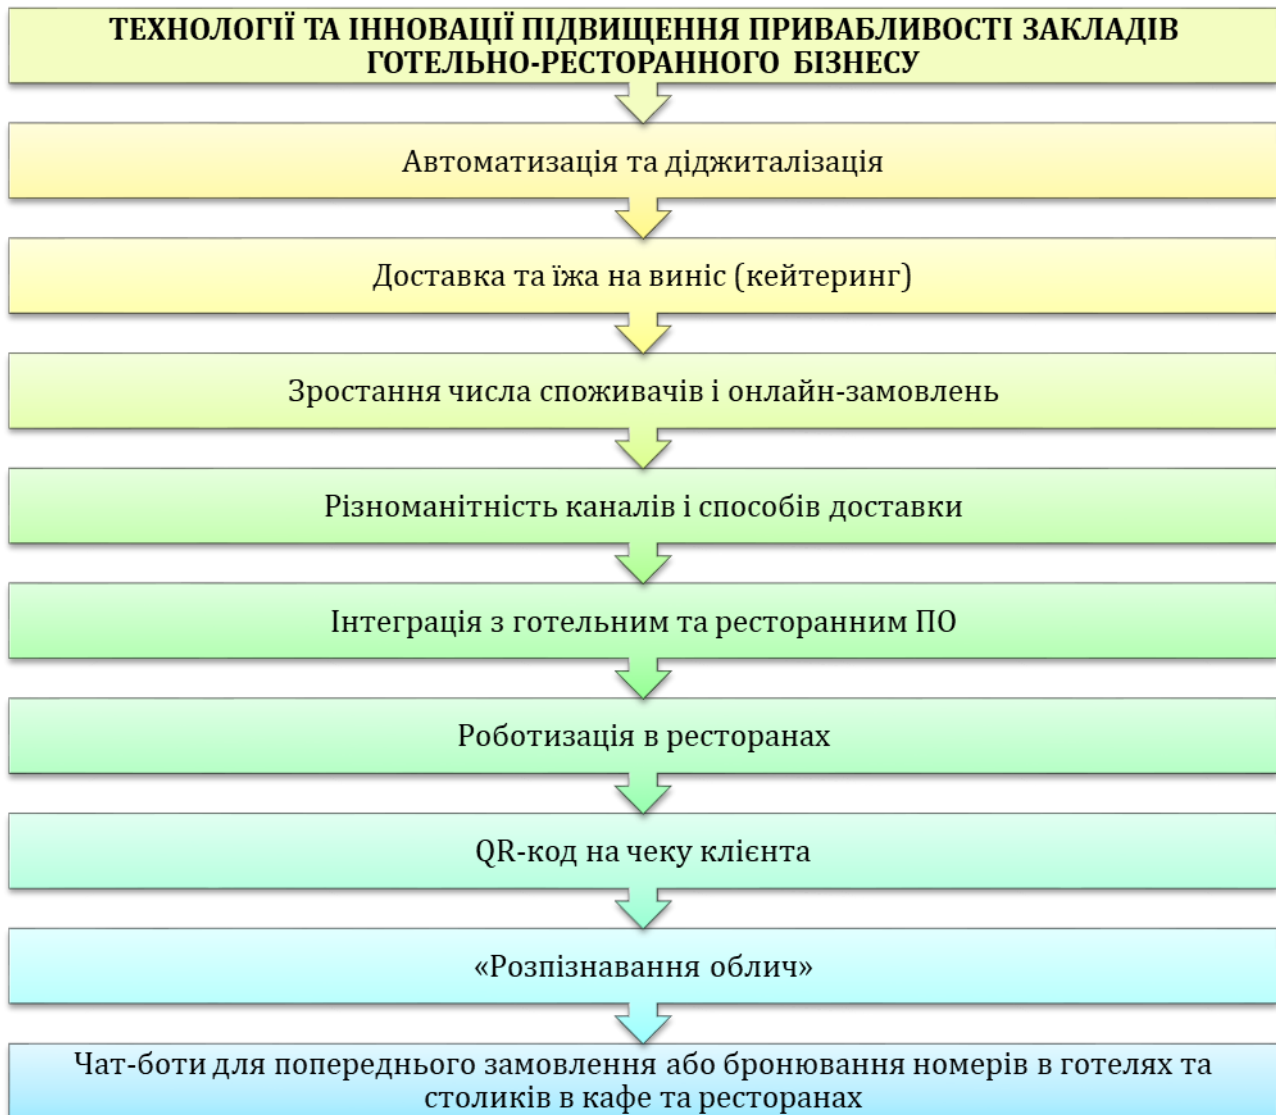 ТЕХНОЛОГІЇ ТА ІННОВАЦІЇ ПІДВИЩЕННЯ ПРИВАБЛИВОСТІ ЗАКЛАДІВ
ГОТЕЛЬНО-РЕСТОРАННОГО БІЗНЕСУ
Автоматизація та діджиталізація
Доставка та їжа на виніс (кейтеринг)
Зростання числа споживачів і онлайн-замовлень
Різноманітність каналів і способів доставки
Інтеграція з готельним та ресторанним ПО
Роботизація в ресторанах
QR-код на чеку клієнта
«Розпізнавання облич»
Чат-боти для попереднього замовлення або бронювання номерів в готелях та
столиків в кафе та ресторанах